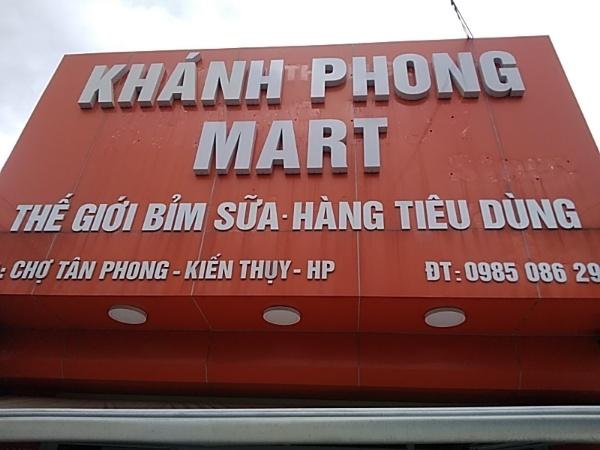 KHÁNH PHONG
MART
THẾ GIỚI BỈM SỮA · HÀNG TIÊU DÙNG
: CHỢ TÂN PHONG - KIẾN THỤY - HP ĐT: 0985 086 29